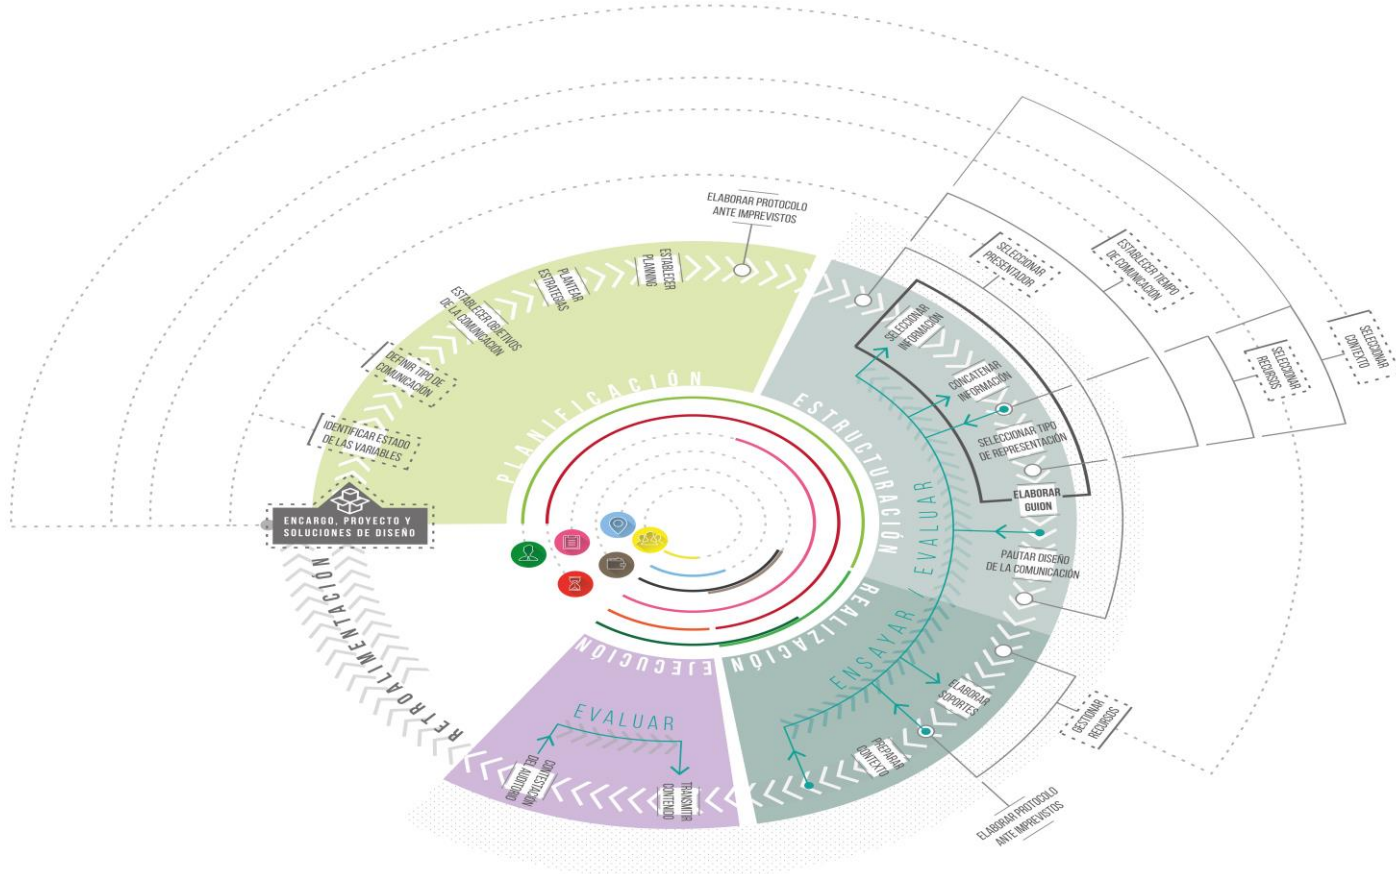 ENCARGO, PROYECTO Y
SOLUCIONES DE DISEÑO
IDENTIFICAR ESTADO
DE LAS VARIABLES
DEFINIR TIPO DE
COMUNICACIÓN
ESTABLECER OBJETIVOS
DE LA COMUNICACIÓN
PLANTEAR
ESTRATEGIAS
ESTABLECER
PLANNING
ELABORAR PROTOCOLO
ANTE IMPREVISTOS
PLANIFICACIÓN
SELECCIONAR
PRESENTADOR
ESTABLECER TIEMPO
DE COMUNICACIÓN
SELECCIONAR
RECURSOS
SELECCIONAR
CONTEXTO
SELECCIONAR
INFORMACIÓN
CONCATENAR
INFORMACIÓN
SELECCIONAR TIPO
DE REPRESENTACIÓN
ELABORAR
GUION
PAUTAR DISEÑO
DE LA COMUNICACIÓN
ESTRUCTURACIÓN
ENSAYAR / EVALUAR
REALIZACIÓN
ELABORAR
SOPORTES
PREPARAR
CONTEXTO
GESTIONAR
RECURSOS
ELABORAR PROTOCOLO
ANTE IMPREVISTOS
EJECUCIÓN
EVALUAR
TRANSMITIR
CONTENIDO
CONTESTACIÓN
DEL AUDITORIO
RETROALIMENTACIÓN